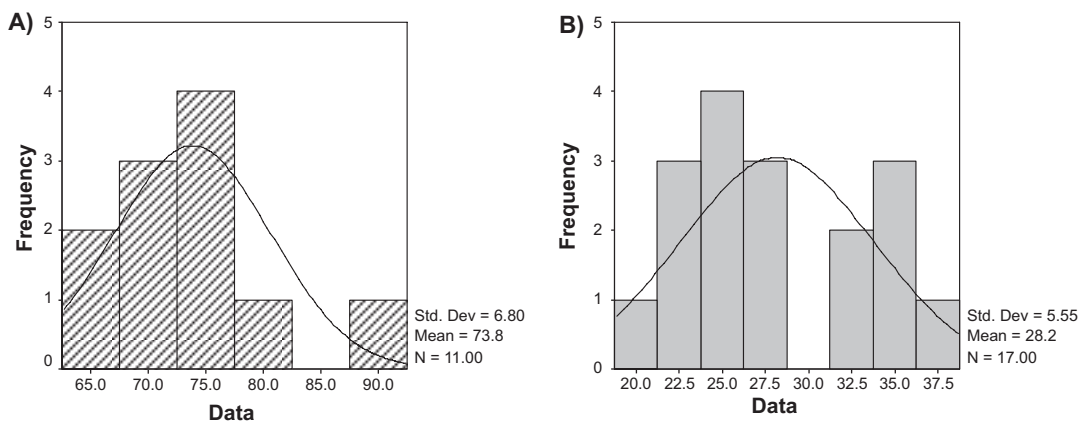 A)
Frequency
5
4
3
2
1
0
65.0 70.0 75.0 80.0 85.0 90.0
Data
Std. Dev = 6.80
Mean = 73.8
N = 11.00
B)
Frequency
5
4
3
2
1
0
20.0 22.5 25.0 27.5 30.0 32.5 35.0 37.5
Data
Std. Dev = 5.55
Mean = 28.2
N = 17.00